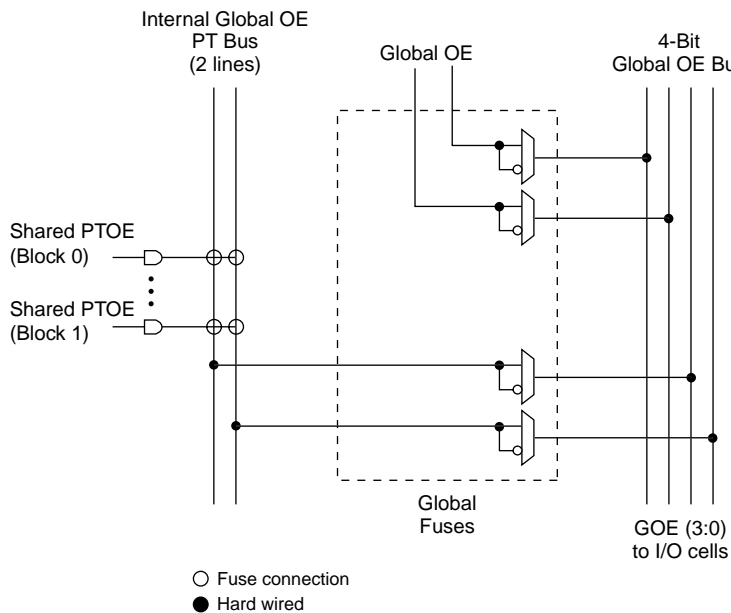 Internal Global OE
PT Bus
(2 lines)
Global OE
4-Bit
Global OE Bu
Shared PTOE
(Block 0)
Shared PTOE
(Block 1)
Global
Fuses
GOE (3:0)
to I/O cells
Fuse connection
Hard wired